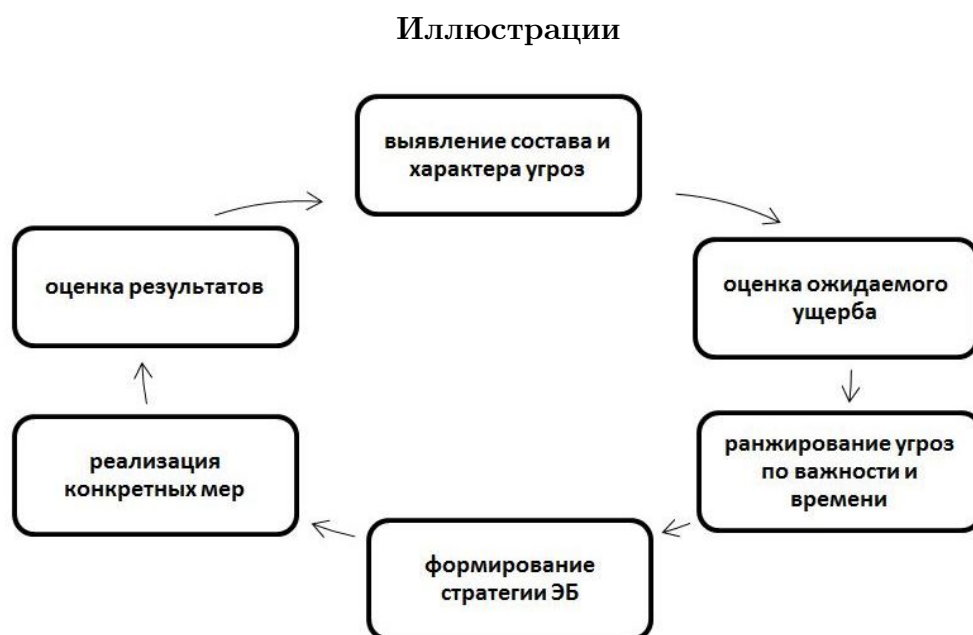 Иллюстрации
выявление состава и
характера угроз
оценка ожидаемого
ущерба
ранжирование угроз
по важности и
времени
формирование
стратегии ЭБ
реализация
конкретных мер
оценка результатов